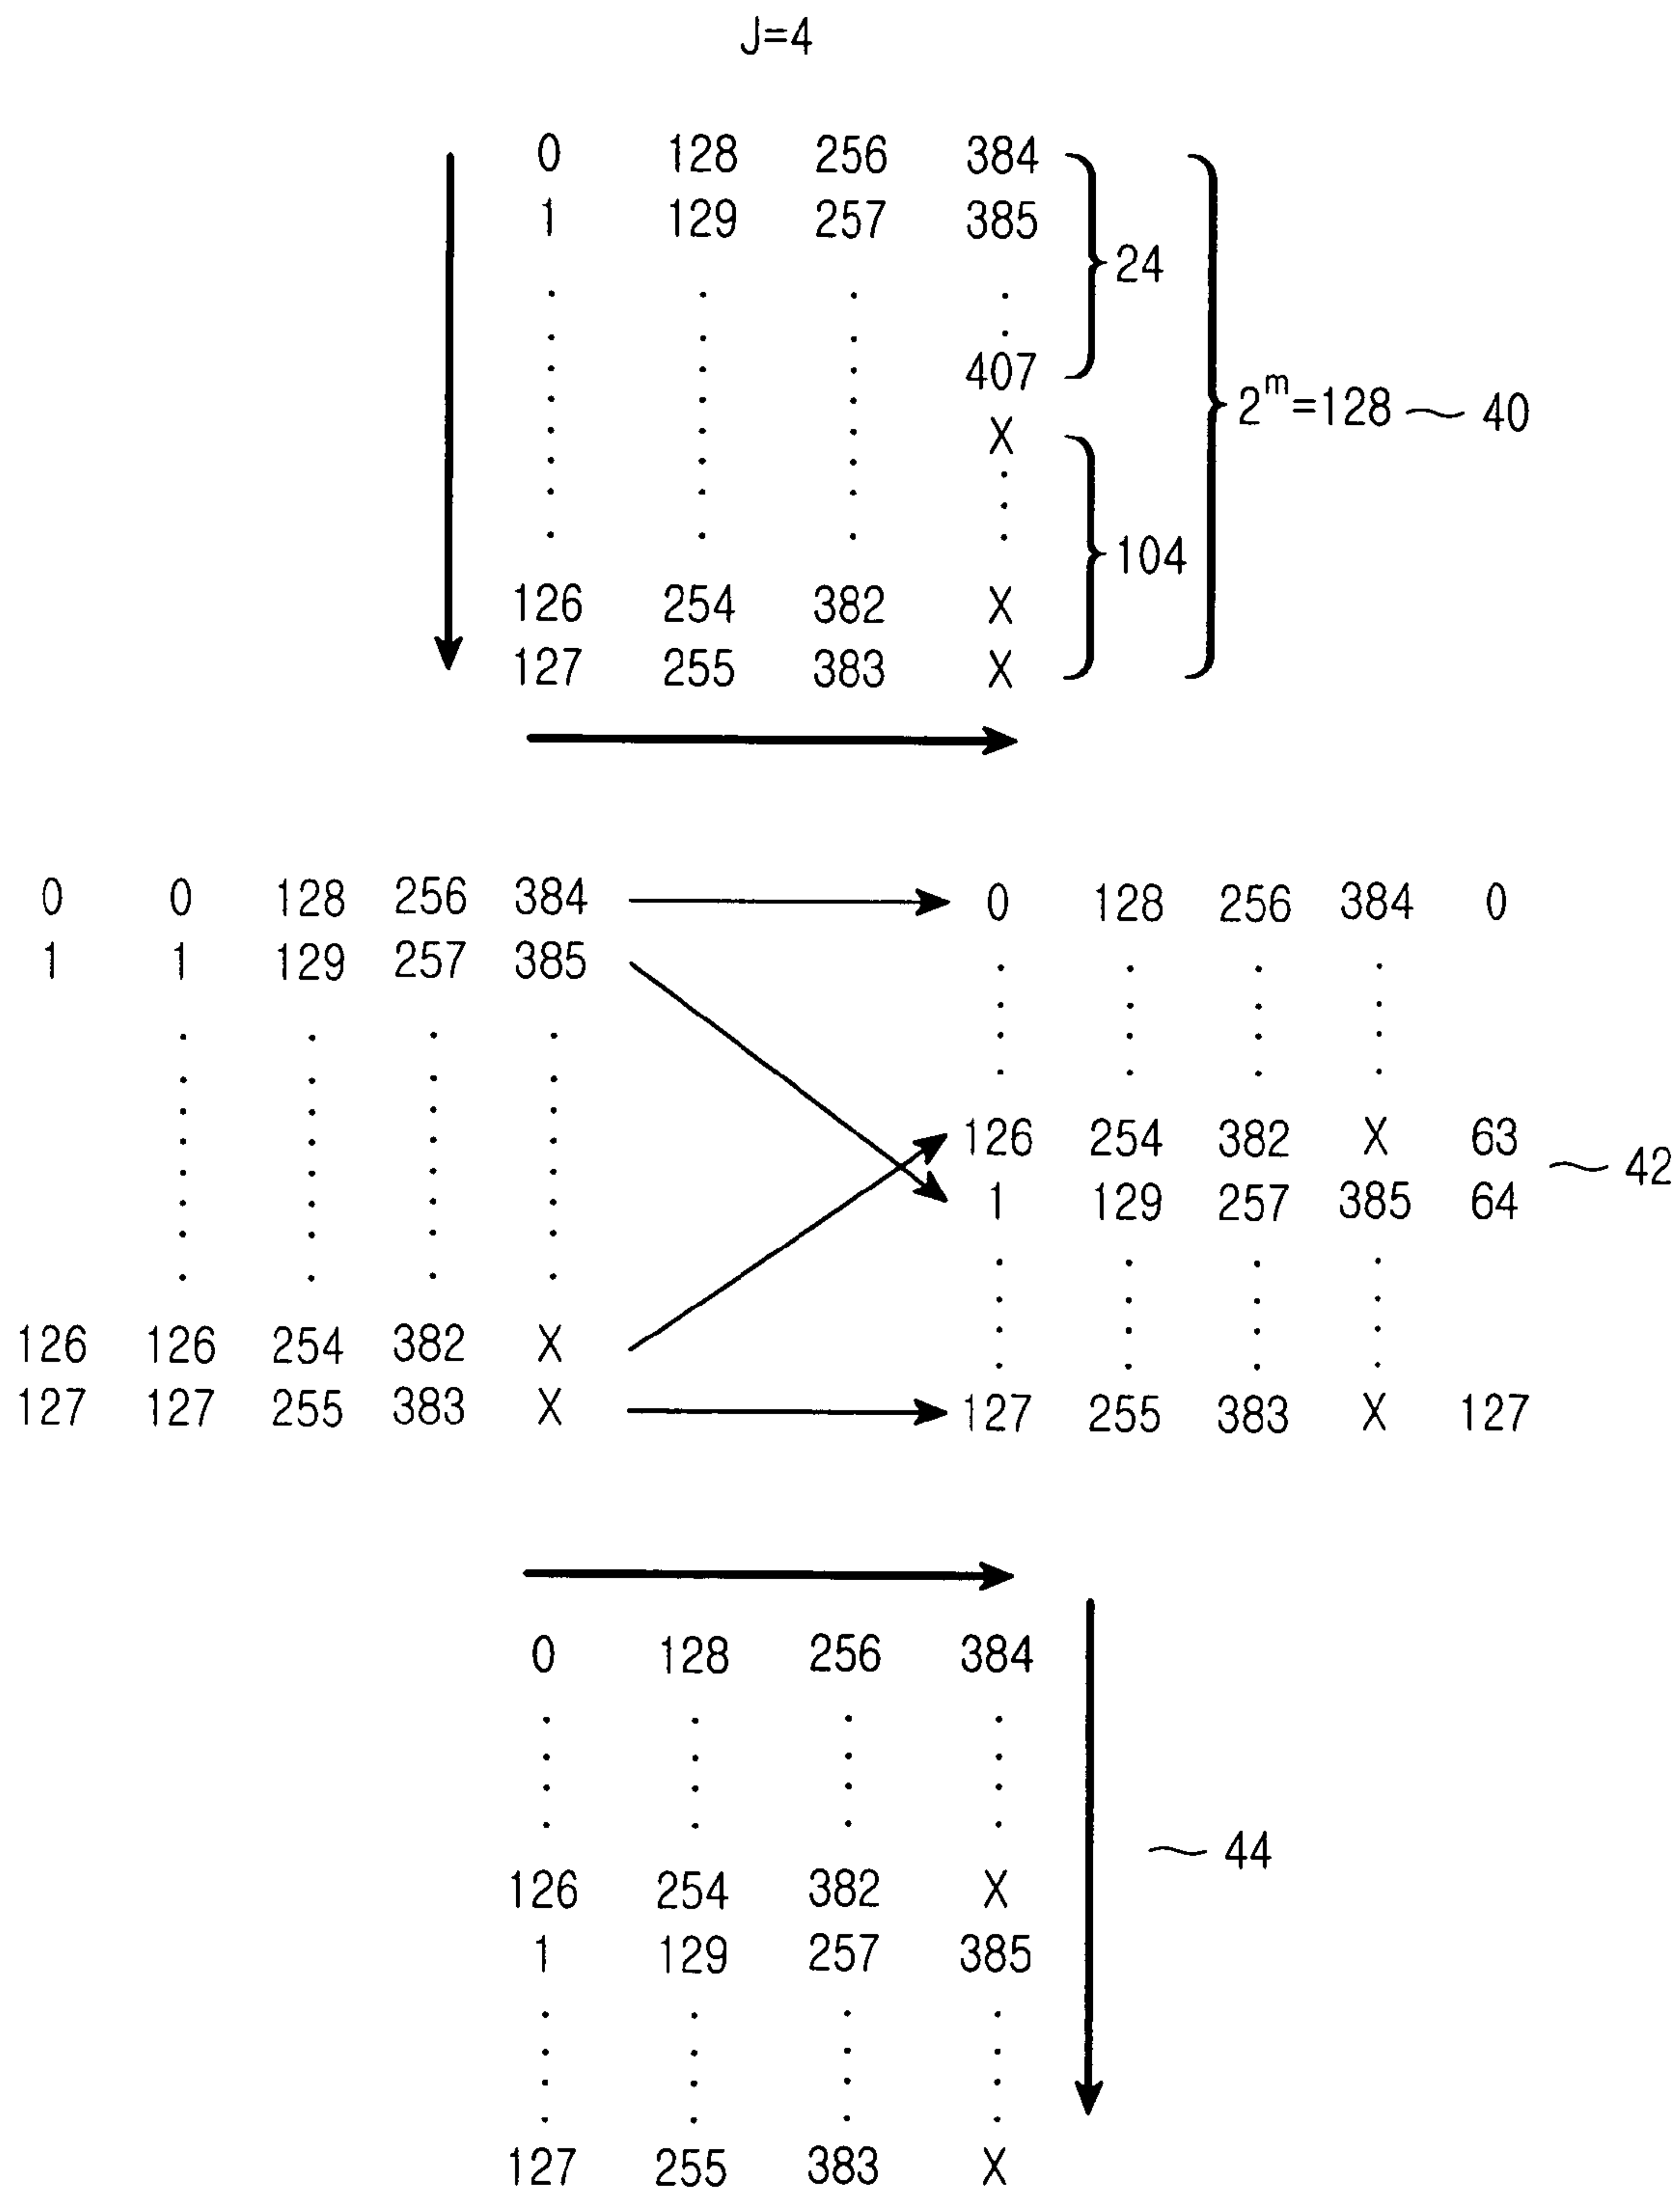 J=4
0 128 256 384
1 129 257 385
24
407
2^m=128 40
X
104
126 254 382 X
127 255 383 X
0 0 128 256 384 0 128 256 384 0
1 1 129 257 385
126 254 382 X 63
42
1 129 257 385 64
126 126 254 382 X
127 127 255 383 X 127 255 383 X 127
0 128 256 384
44
126 254 382 X
1 129 257 385
127 255 383 X